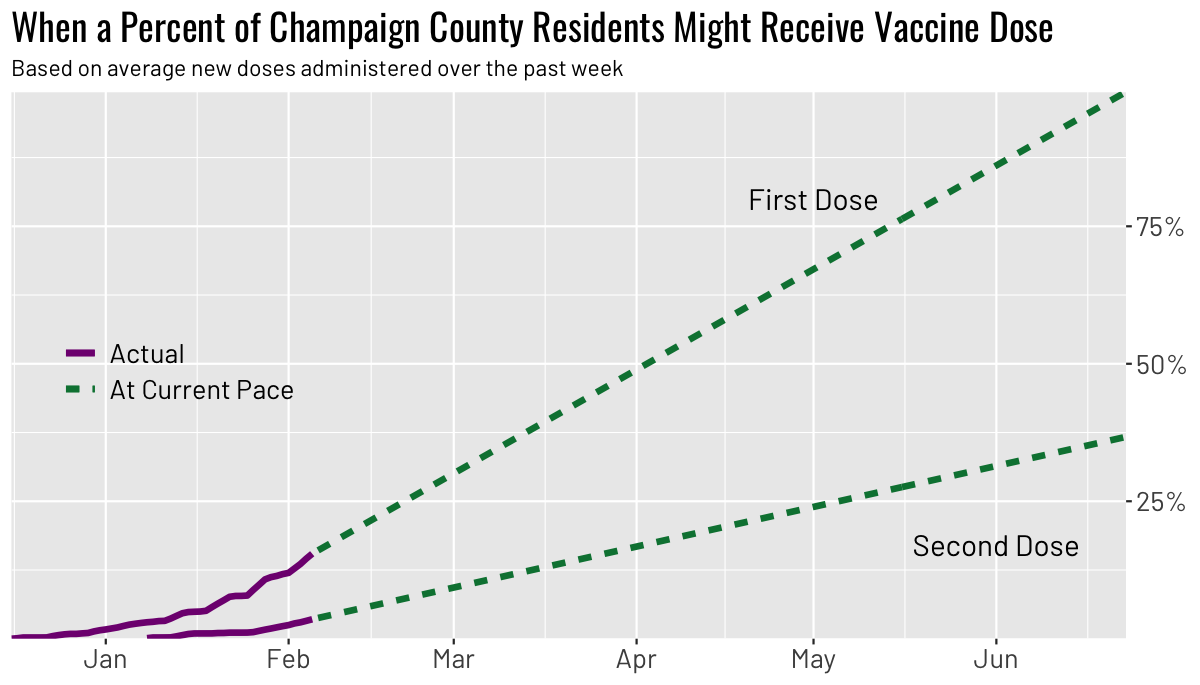 When a Percent of Champaign County Residents Might Receive Vaccine Dose
Based on average new doses administered over the past week
First Dose
75%
Actual
At Current Pace
50%
25%
Second Dose
Jan Feb Mar Apr May Jun